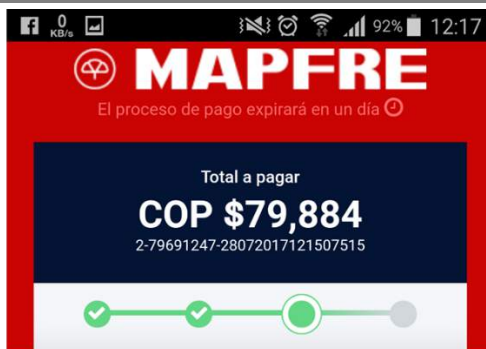 0
KB/s
92% 12:17
MAPFRE
El proceso de pago expirará en un día
Total a pagar
COP $79,884
2-79691247-28072017121507515